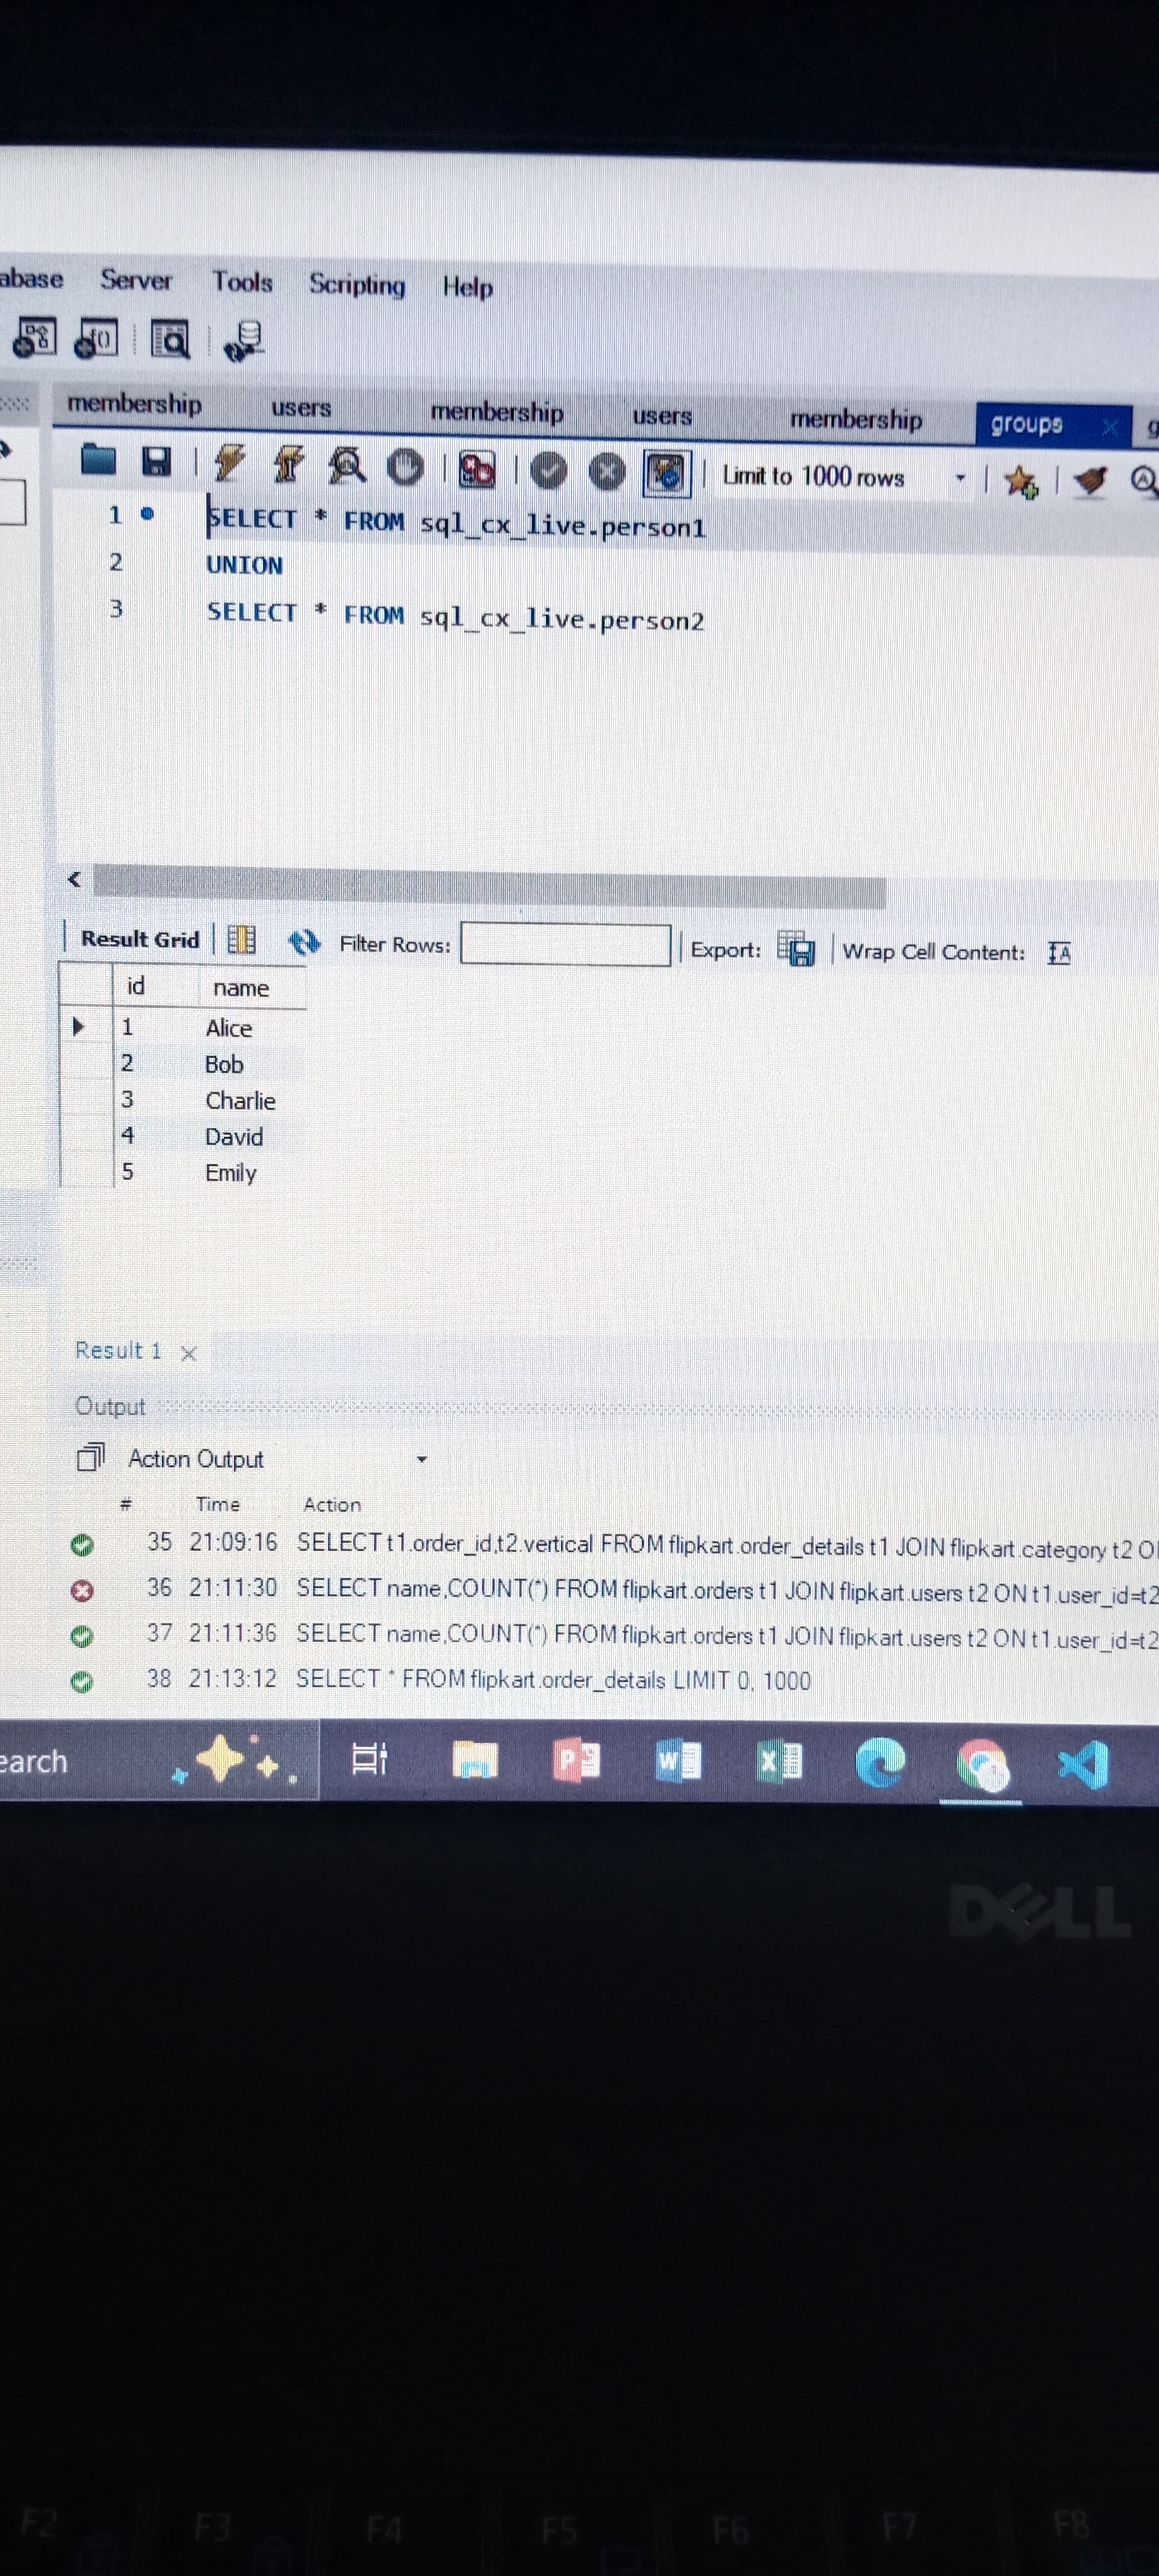 abase Server Tools Scripting Help
membership users membership users membership groups
Limit to 1000 rows
1 SELECT * FROM sql_cx_live.person1
2 UNION
3 SELECT * FROM sql_cx_live.person2
Result Grid Filter Rows: Export: Wrap Cell Content:
id name
1 Alice
2 Bob
3 Charlie
4 David
5 Emily
Result 1
Output
Action Output
# Time Action
35 21:09:16 SELECT t1.order_id,t2.vertical FROM flipkart.order_details t1 JOIN flipkart.category t2 O
36 21:11:30 SELECT name,COUNT(*) FROM flipkart.orders t1 JOIN flipkart.users t2 ON t1.user_id=t2
37 21:11:36 SELECT name,COUNT(*) FROM flipkart.orders t1 JOIN flipkart.users t2 ON t1.user_id=t2
38 21:13:12 SELECT * FROM flipkart.order_details LIMIT 0, 1000
earch
DELL
F2 F3 F4 F5 F6 F7 F8